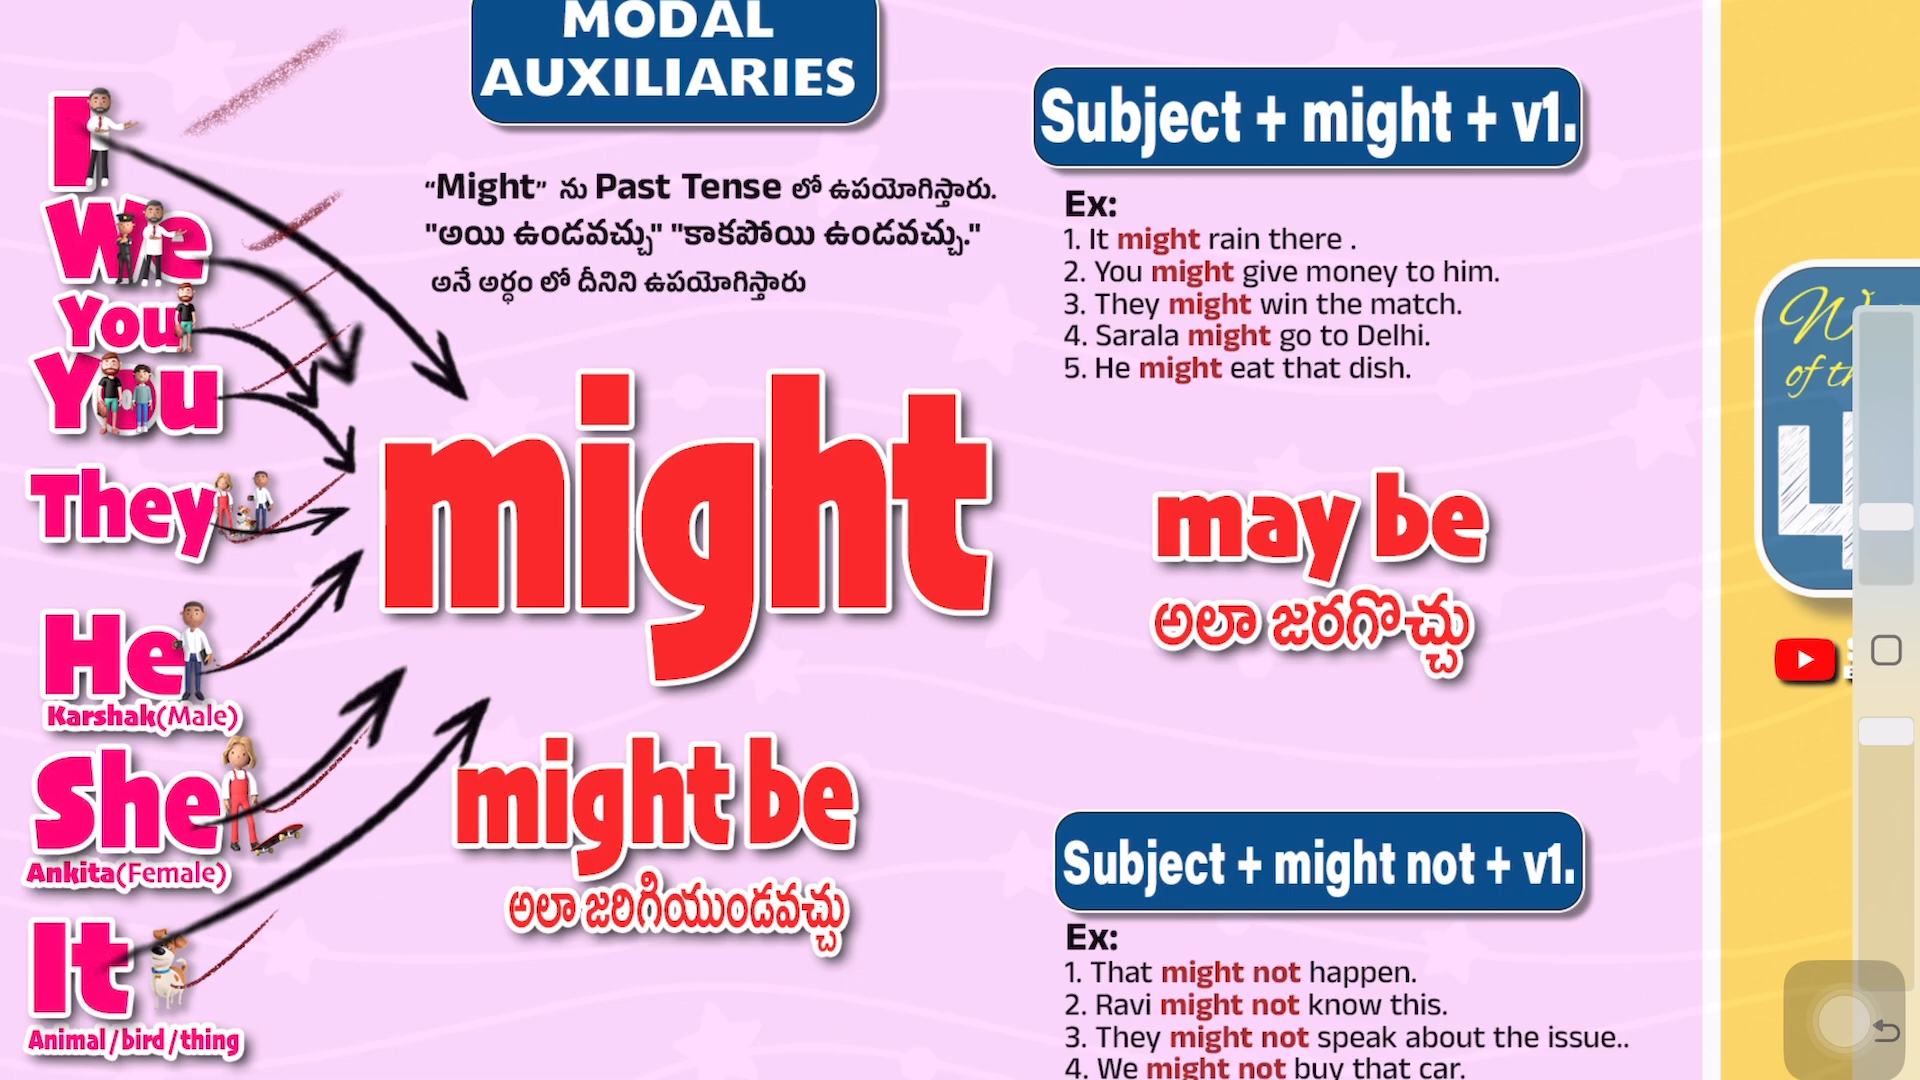 MODAL
AUXILIARIES
I
We
You
You
They
He
Karshak(Male)
She
Ankita(Female)
It
Animal/bird/thing
“Might” ను Past Tense లో ఉపయోగిస్తారు.
"అయి ఉండవచ్చు" "కాకపోయి ఉండవచ్చు."
అనే అర్ధం లో దీనిని ఉపయోగిస్తారు
might
might be
అలా జరిగియుండవచ్చు
Subject + might + v1.
Ex:
1. It might rain there .
2. You might give money to him.
3. They might win the match.
4. Sarala might go to Delhi.
5. He might eat that dish.
may be
అలా జరగొచ్చు
Subject + might not + v1.
Ex:
1. That might not happen.
2. Ravi might not know this.
3. They might not speak about the issue..
4. We might not buy that car.
of
4